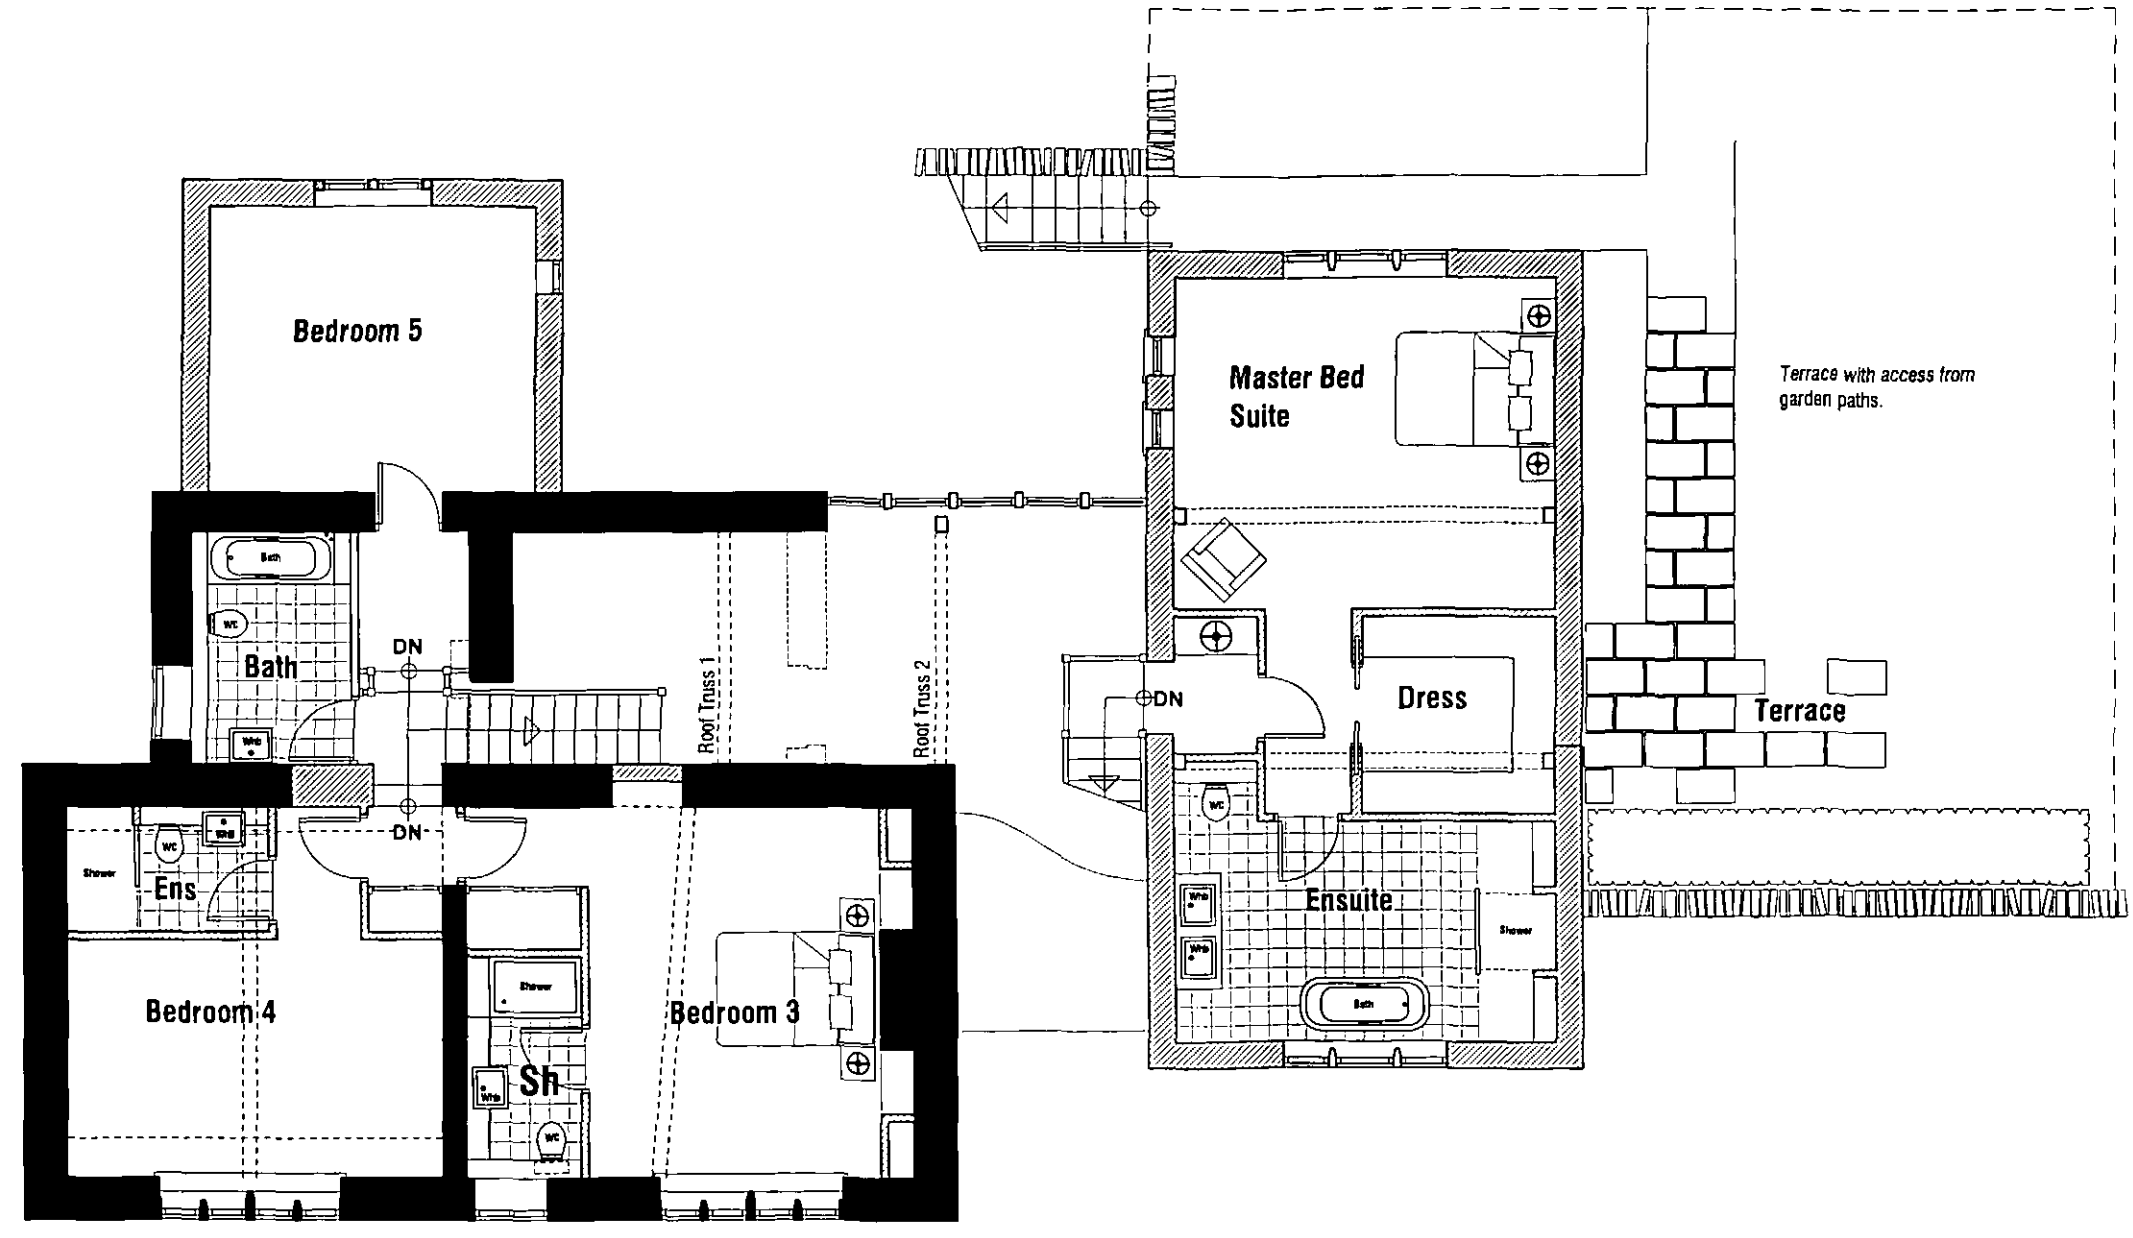 Bedroom 5
Master Bed
Suite
Terrace with access from
garden paths.
Bath
WC
Bath
Whb
DN
Roof Truss 1
Roof Truss 2
DN
Dress
Terrace
DN
WC
Whb
WC
Shower
Ens
Whb
Whb
Ensuite
Shower
Bath
Bedroom 4
Shower
Bedroom 3
Sh
Whb
WC